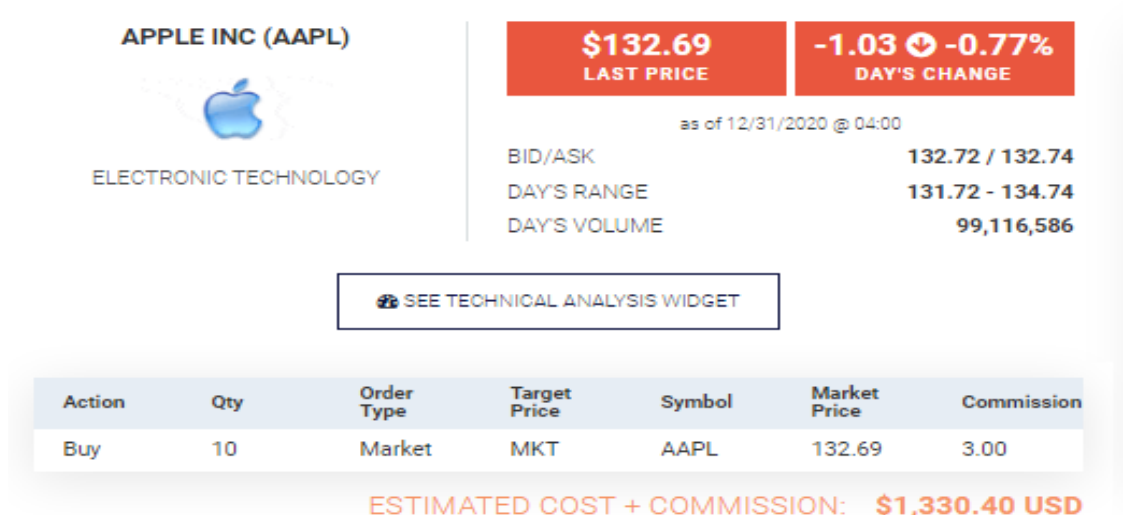 APPLE INC (AAPL)
ELECTRONIC TECHNOLOGY
$132.69
LAST PRICE
-1.03 -0.77%
DAY'S CHANGE
as of 12/31/2020 @ 04:00
BID/ASK 132.72 / 132.74
DAY'S RANGE 131.72 - 134.74
DAY'S VOLUME 99,116,586
SEE TECHNICAL ANALYSIS WIDGET
Action Qty Order Type Target Price Symbol Market Price Commission
Buy 10 Market MKT AAPL 132.69 3.00
ESTIMATED COST + COMMISSION: $1,330.40 USD